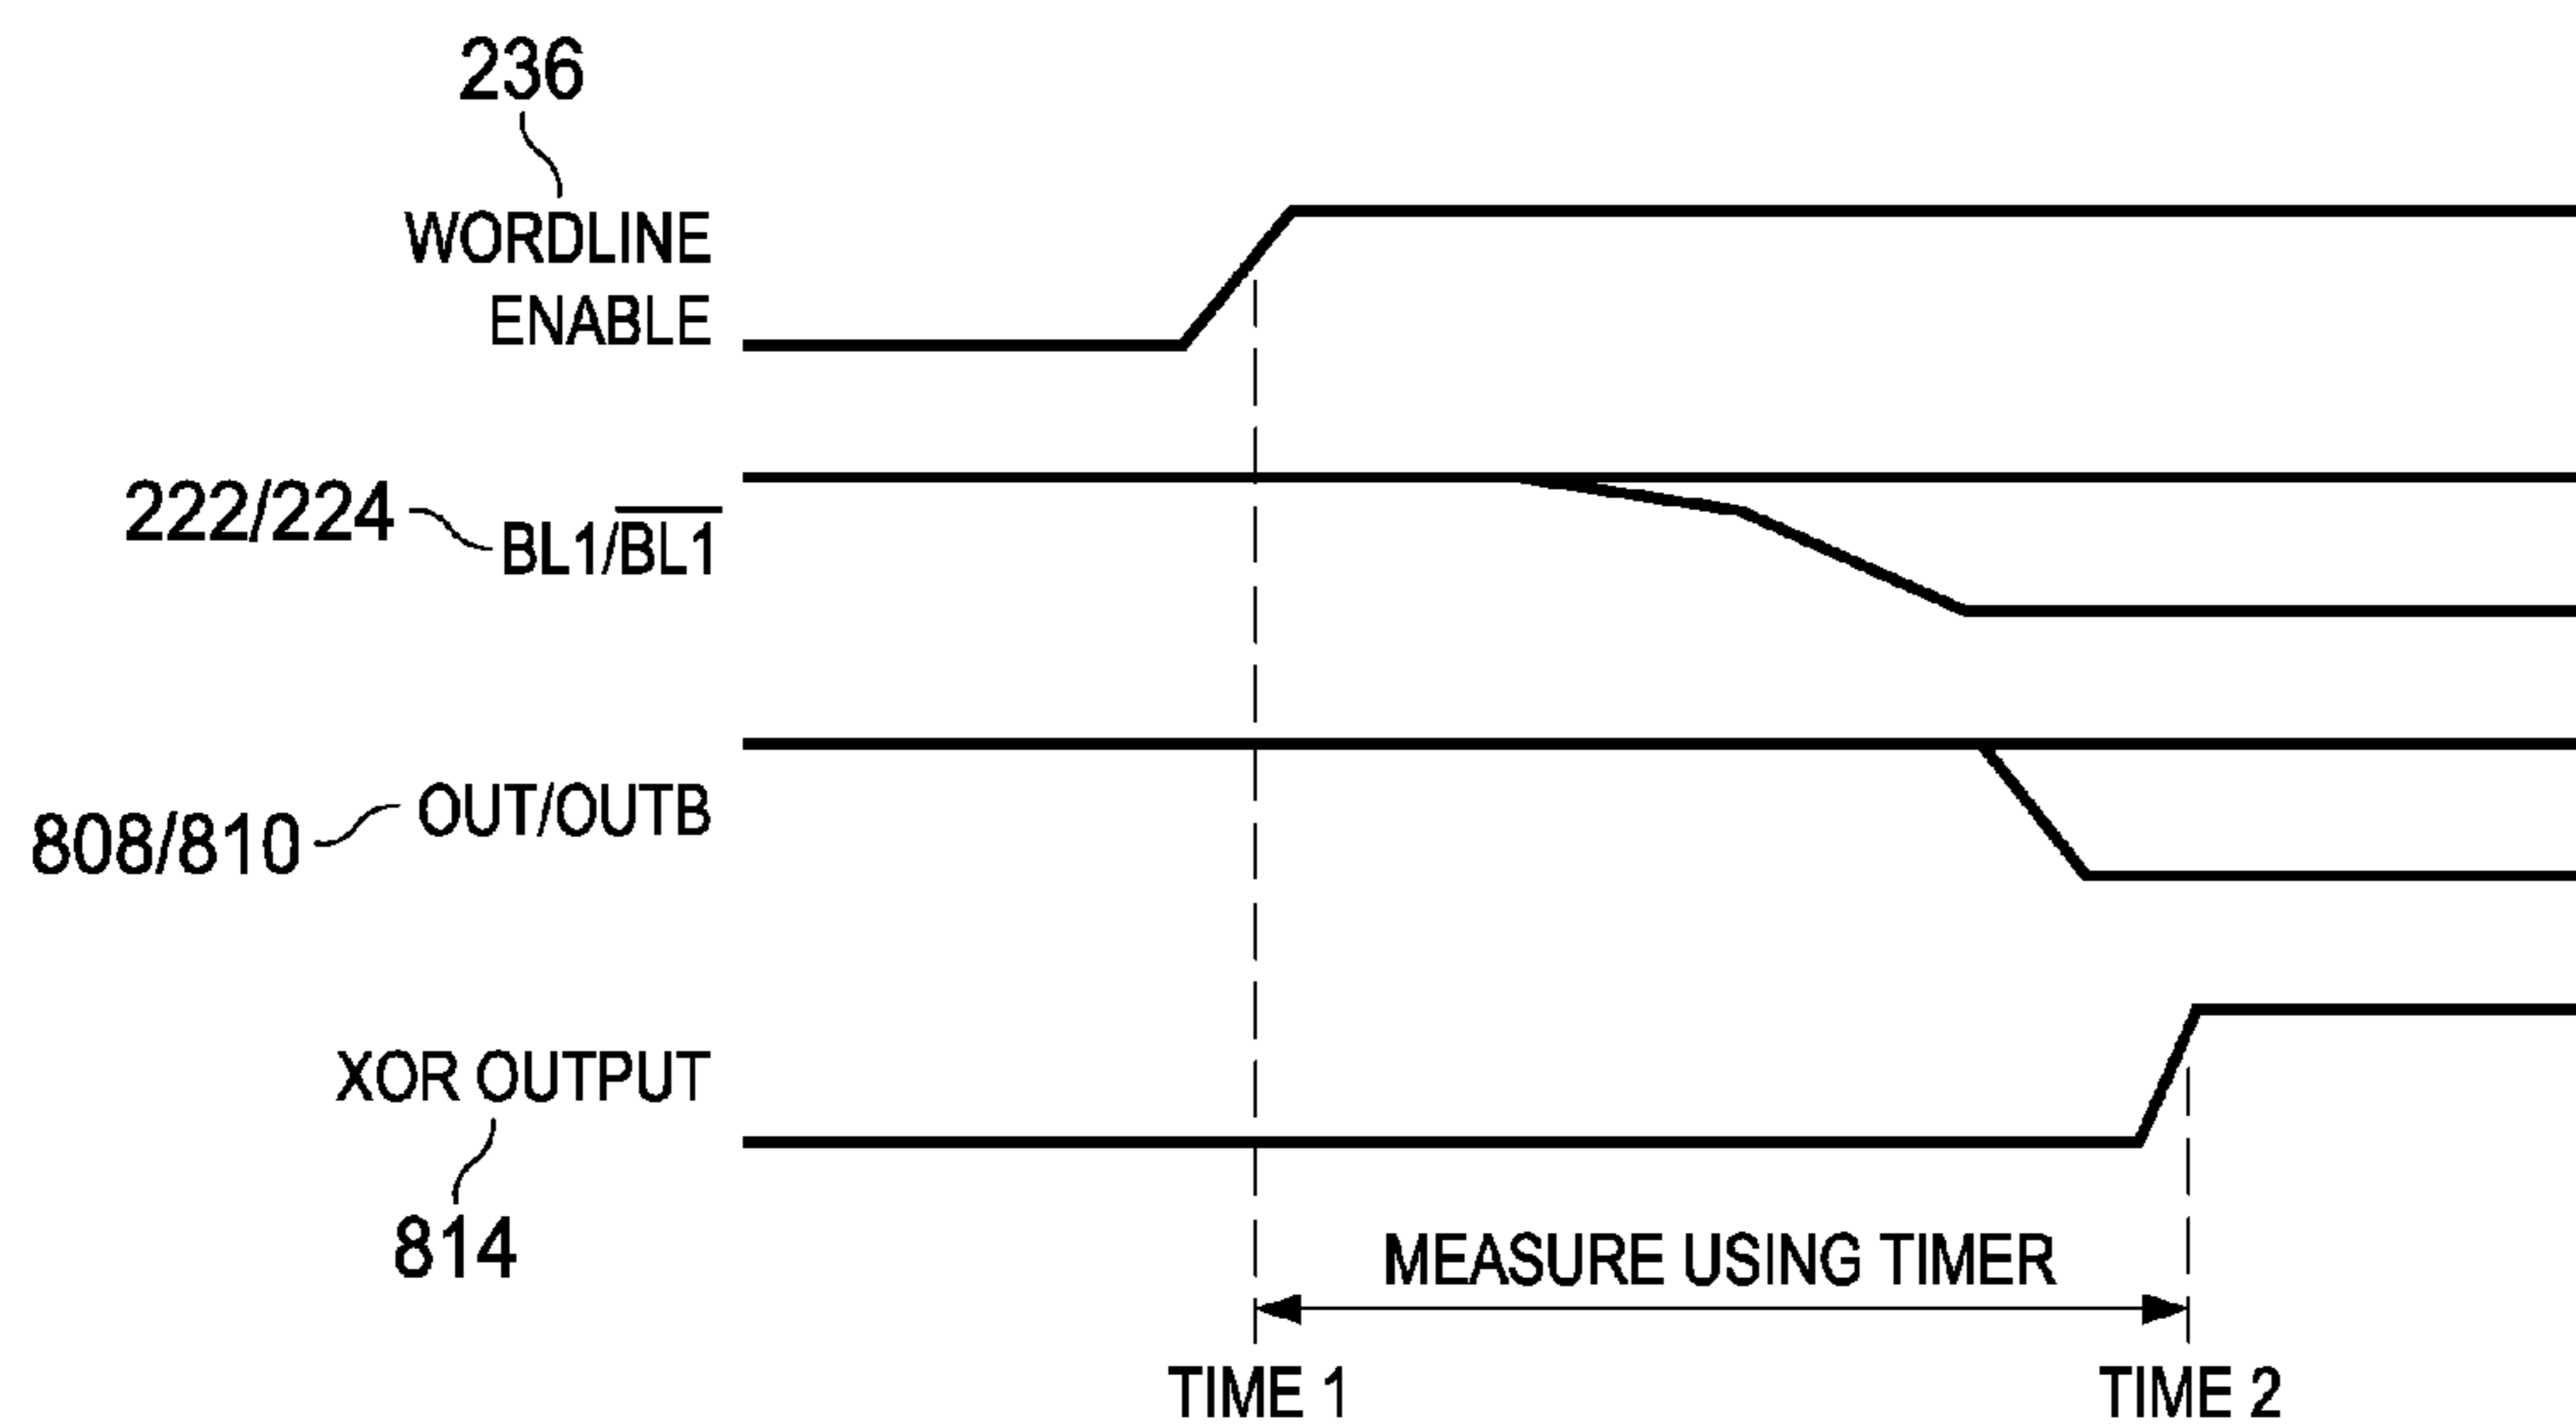 236
WORDLINE
ENABLE
222/224
BL1/B̅L̅1̅
808/810
OUT/OUTB
XOR OUTPUT
814
MEASURE USING TIMER
TIME 1
TIME 2